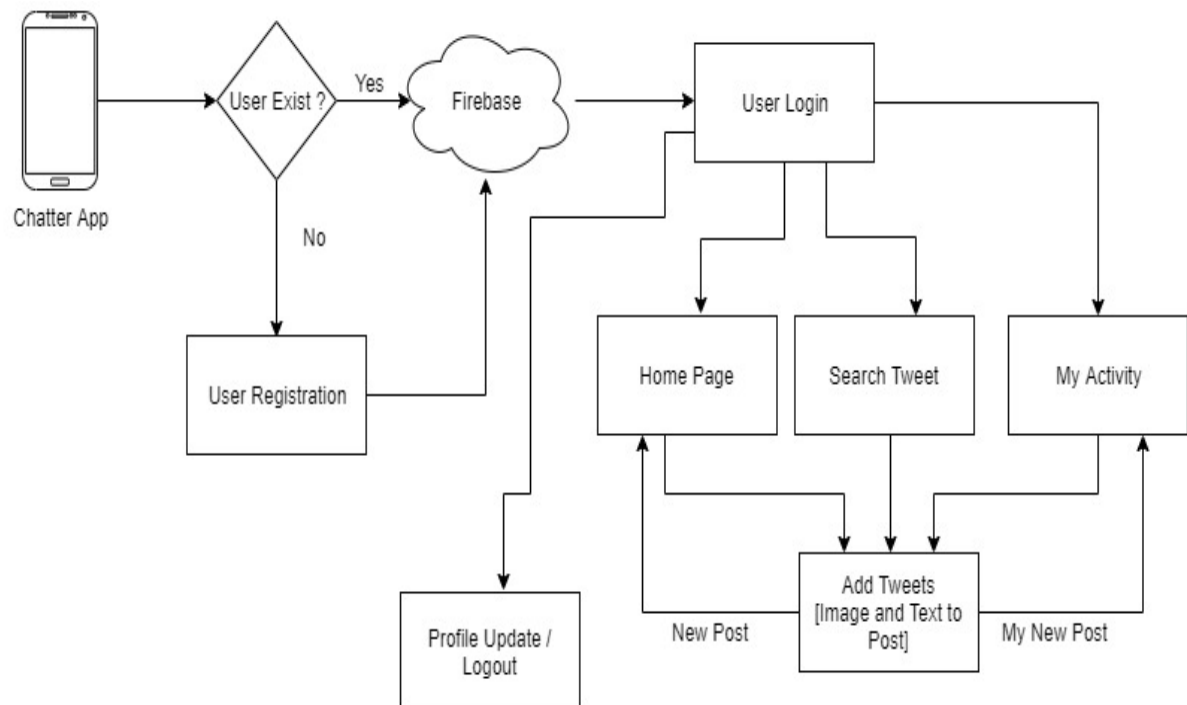 User Exist ?
Yes
Firebase
User Login
Chatter App
No
User Registration
Home Page
Search Tweet
My Activity
Profile Update /
Logout
New Post
Add Tweets
[Image and Text to
Post]
My New Post